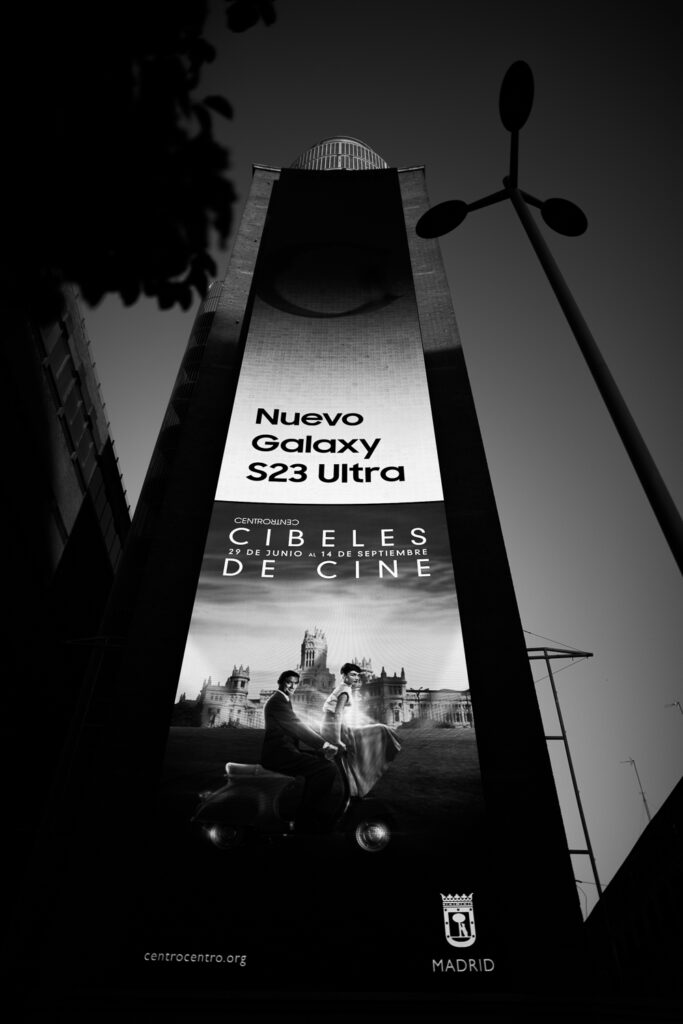 Nuevo
Galaxy
S23 Ultra
CENTROCENTRO
CIBELES
29 DE JUNIO AL 14 DE SEPTIEMBRE
DE CINE
centrocentro.org
MADRID